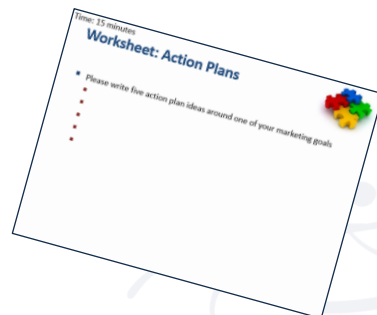 Time: 15 minutes
Worksheet: Action Plans
Please write five action plan ideas around one of your marketing goals